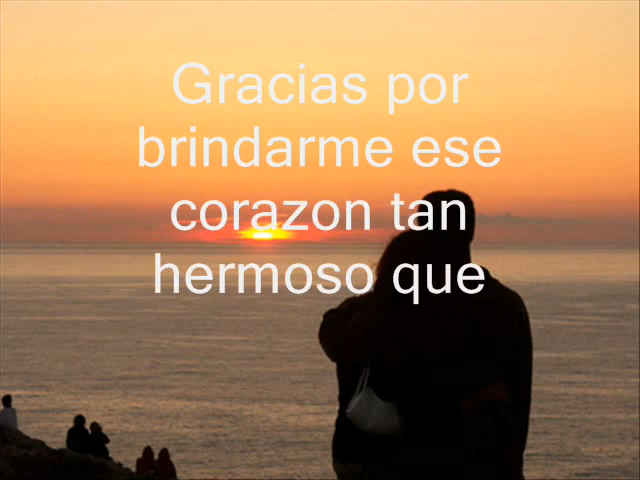 Gracias por
brindarme ese
corazon tan
hermoso que